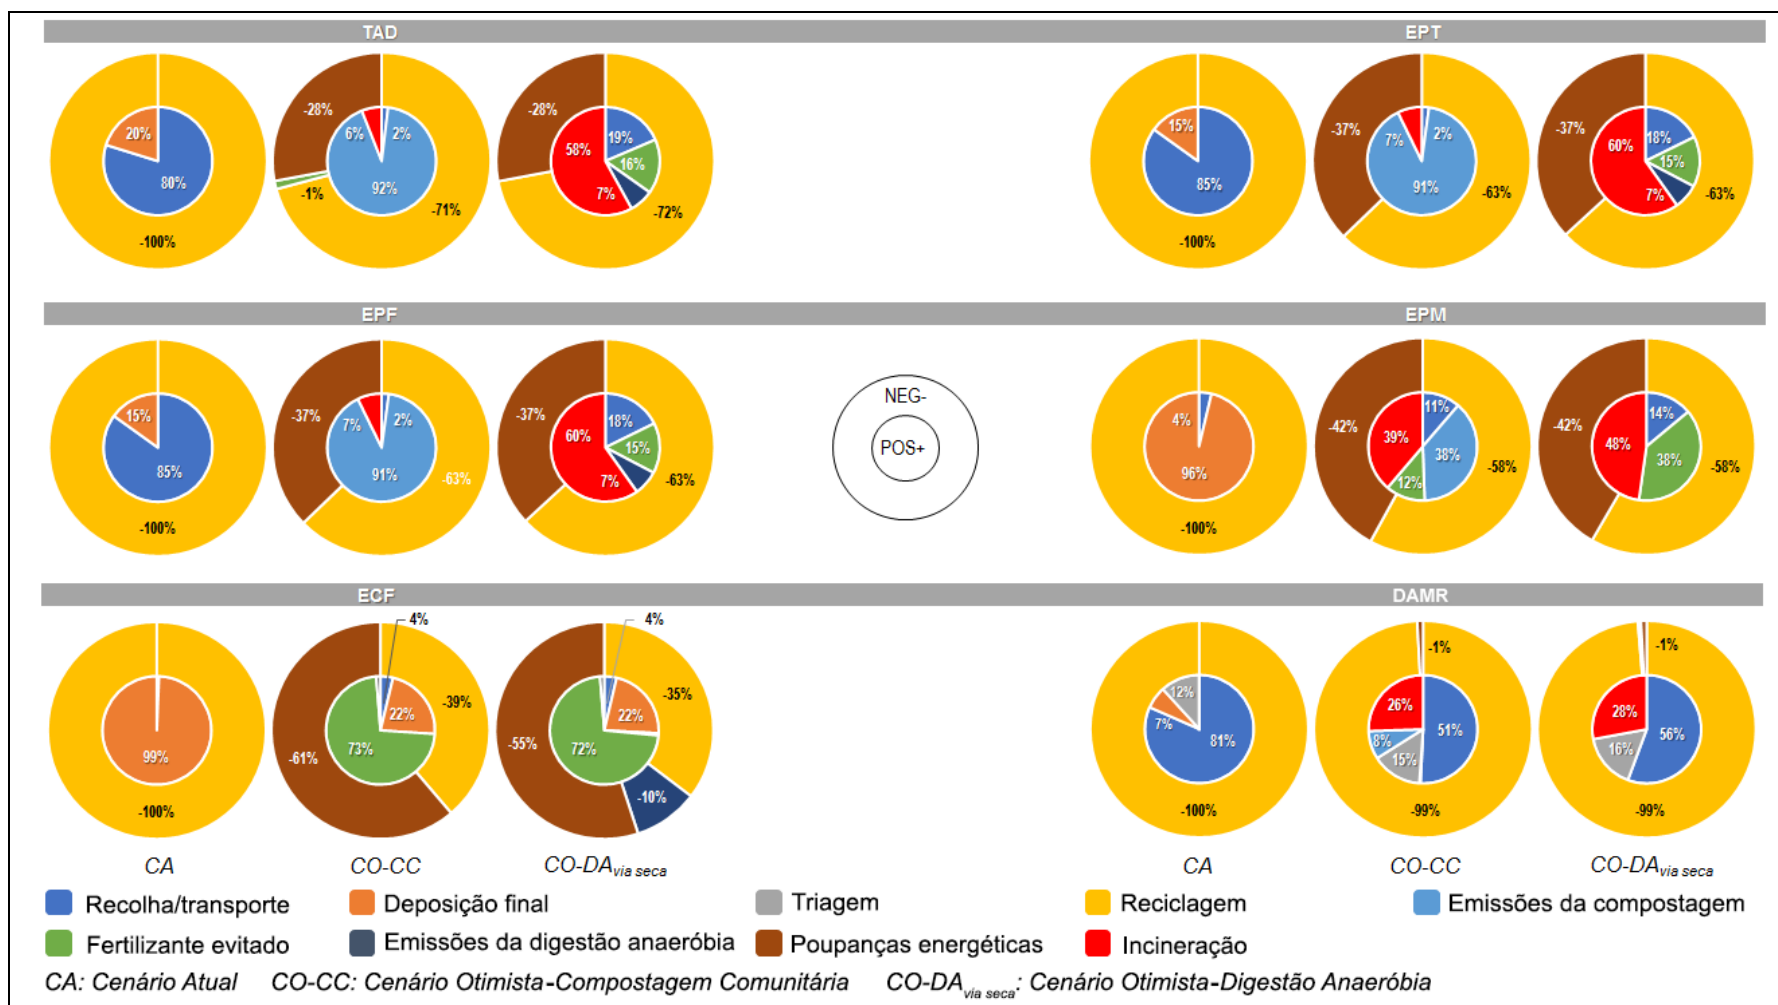 TAD EPT
20% 80% -100%
-28% 6% 2% 92% -1% -71%
-28% 58% 19% 16% 7% -72%
15% 85% -100%
-37% 7% 2% 91% -63%
-37% 60% 18% 15% 7% -63%
EPF EPM
15% 85% -100%
-37% 7% 2% 91% -63%
-37% 60% 18% 15% 7% -63%
NEG-
POS+
4% 96% -100%
-42% 39% 11% 38% 12% -58%
-42% 48% 14% 38% -58%
ECF DAMR
99% -100%
4% 22% 73% -39% -61%
4% 22% 72% -35% -55% -10%
12% 7% 81% -100%
-1% 26% 51% 8% 15% -99%
-1% 28% 56% 16% -99%
CA CO-CC CO-DAvia seca CA CO-CC CO-DAvia seca
Recolha/transporte Deposição final Triagem Reciclagem Emissões da compostagem
Fertilizante evitado Emissões da digestão anaeróbia Poupanças energéticas Incineração
CA: Cenário Atual CO-CC: Cenário Otimista-Compostagem Comunitária CO-DAvia seca: Cenário Otimista-Digestão Anaeróbia